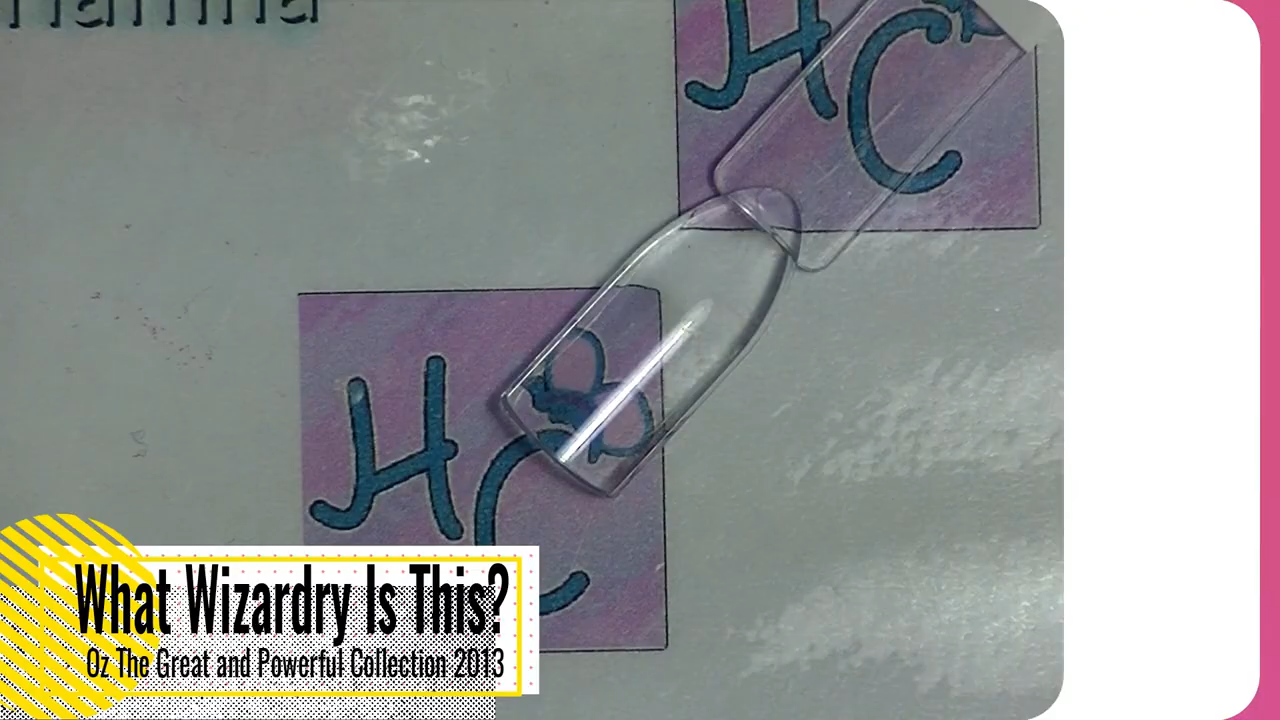 HC
HC
What Wizardry Is This?
Oz The Great and Powerful Collection 2013